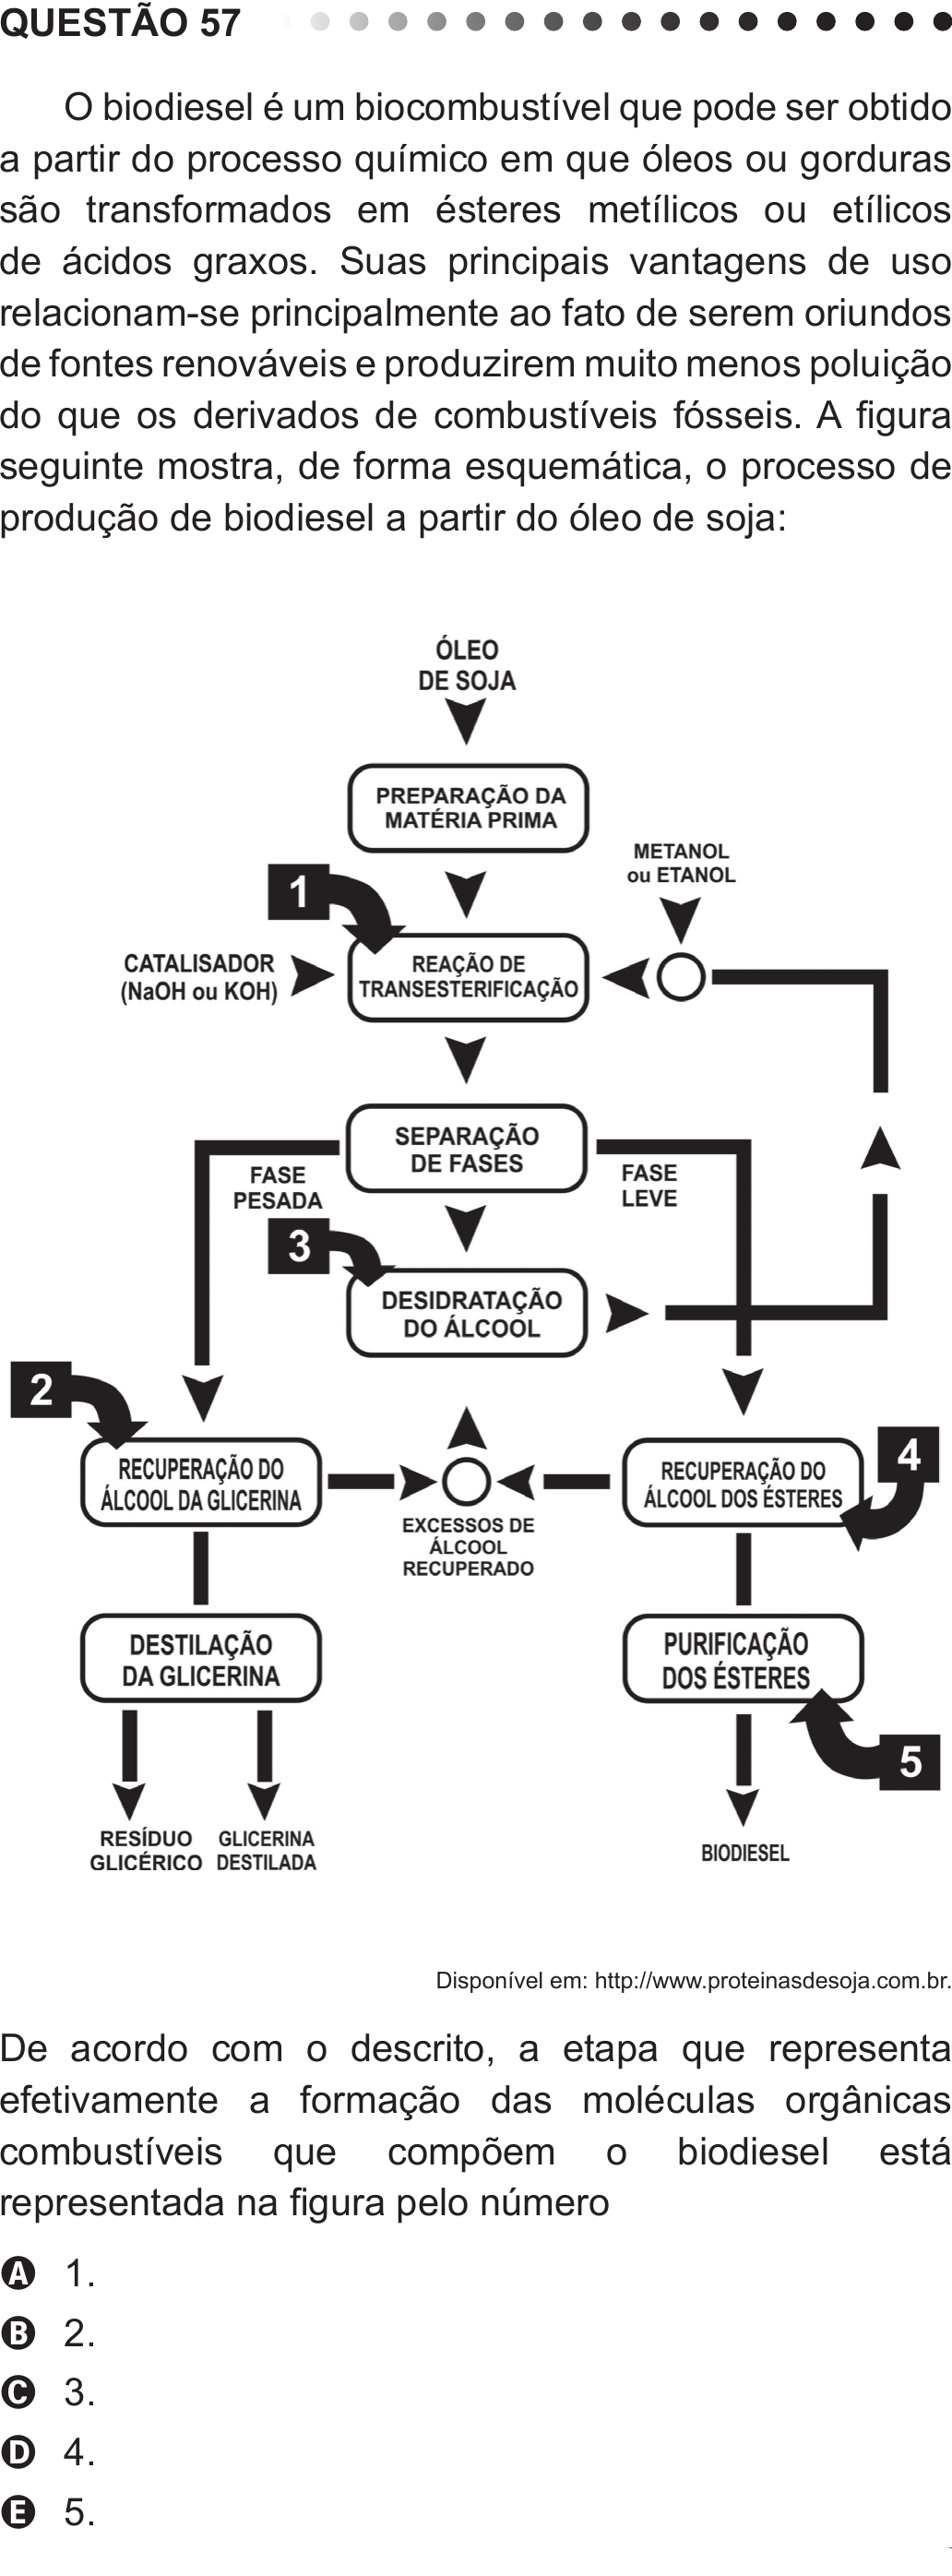 QUESTÃO 57
O biodiesel é um biocombustível que pode ser obtido
a partir do processo químico em que óleos ou gorduras
são transformados em ésteres metílicos ou etílicos
de ácidos graxos. Suas principais vantagens de uso
relacionam-se principalmente ao fato de serem oriundos
de fontes renováveis e produzirem muito menos poluição
do que os derivados de combustíveis fósseis. A figura
seguinte mostra, de forma esquemática, o processo de
produção de biodiesel a partir do óleo de soja:
ÓLEO
DE SOJA
PREPARAÇÃO DA
MATÉRIA PRIMA
METANOL
ou ETANOL
1
CATALISADOR
(NaOH ou KOH)
REAÇÃO DE
TRANSESTERIFICAÇÃO
SEPARAÇÃO
DE FASES
FASE
PESADA
FASE
LEVE
3
DESIDRATAÇÃO
DO ÁLCOOL
2
RECUPERAÇÃO DO
ÁLCOOL DA GLICERINA
EXCESSOS DE
ÁLCOOL
RECUPERADO
RECUPERAÇÃO DO
ÁLCOOL DOS ÉSTERES
4
DESTILAÇÃO
DA GLICERINA
PURIFICAÇÃO
DOS ÉSTERES
5
RESÍDUO
GLICÉRICO
GLICERINA
DESTILADA
BIODIESEL
Disponível em: http://www.proteinasdesoja.com.br.
De acordo com o descrito, a etapa que representa
efetivamente a formação das moléculas orgânicas
combustíveis que compõem o biodiesel está
representada na figura pelo número
A 1.
B 2.
C 3.
D 4.
E 5.